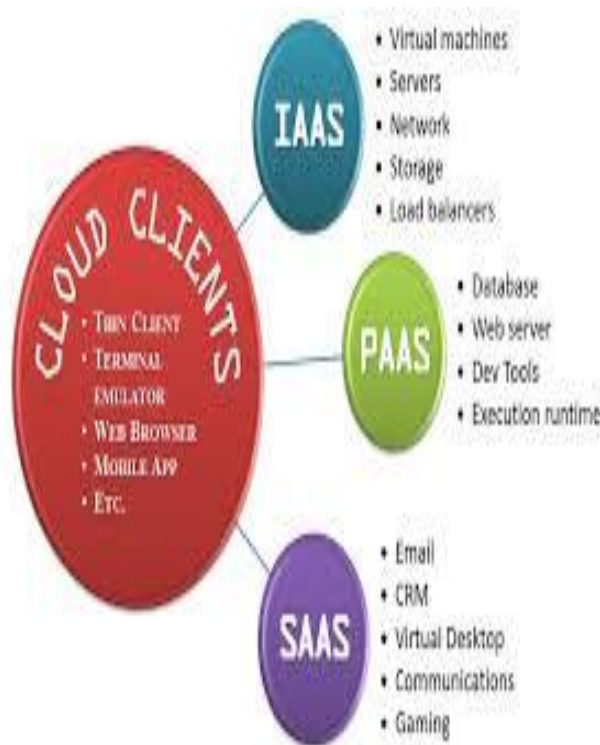 CLOUD CLIENTS
• THIN CLIENT
• TERMINAL
EMULATOR
• WEB BROWSER
• MOBILE APP
• ETC.
IAAS
• Virtual machines
• Servers
• Network
• Storage
• Load balancers
PAAS
• Database
• Web server
• Dev Tools
• Execution runtime
SAAS
• Email
• CRM
• Virtual Desktop
• Communications
• Gaming